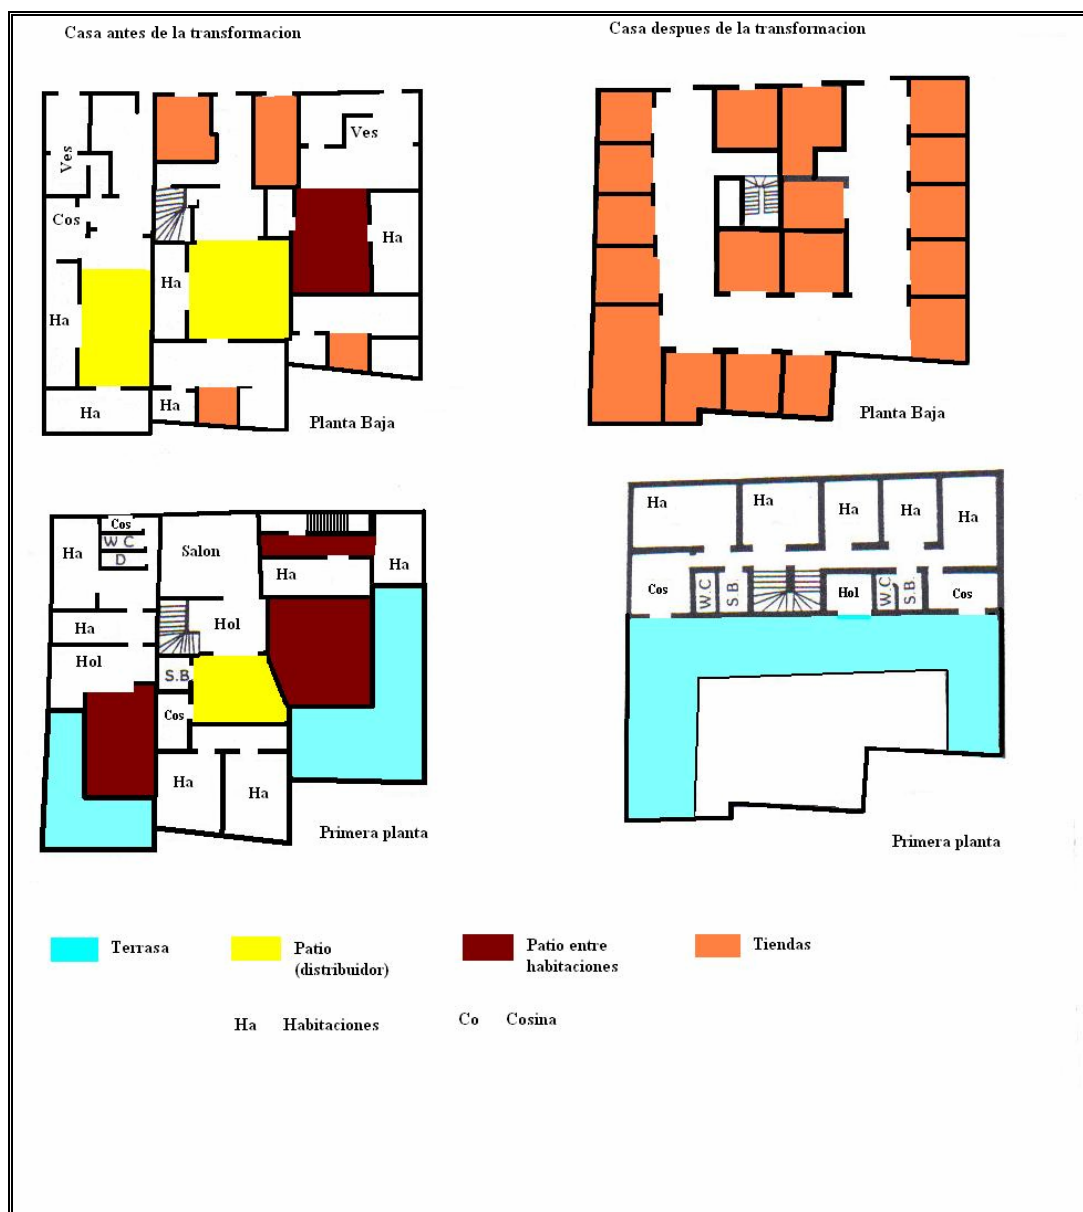 Casa antes de la transformacion
Casa despues de la transformacion
Ves
Ves
Cos
Ha
Ha
Ha
Ha
Ha
Planta Baja
Planta Baja
Cos
W C
D
Ha
Salon
Ha
Ha
Ha
Hol
Hol
S.B.
Cos
Ha
Ha
Primera planta
Ha
Ha
Ha
Ha
Ha
Cos
W.C
S.B.
Hol
W.C
S.B.
Cos
Primera planta
Terrasa
Patio
(distribuidor)
Patio entre
habitaciones
Tiendas
Ha Habitaciones
Co Cosina